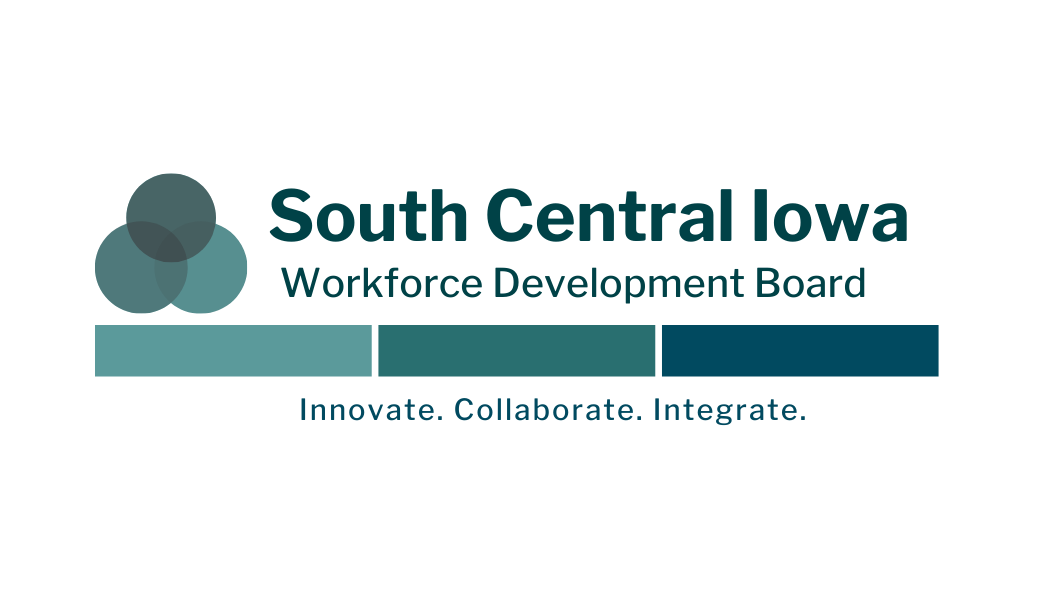 South Central Iowa
Workforce Development Board
Innovate. Collaborate. Integrate.